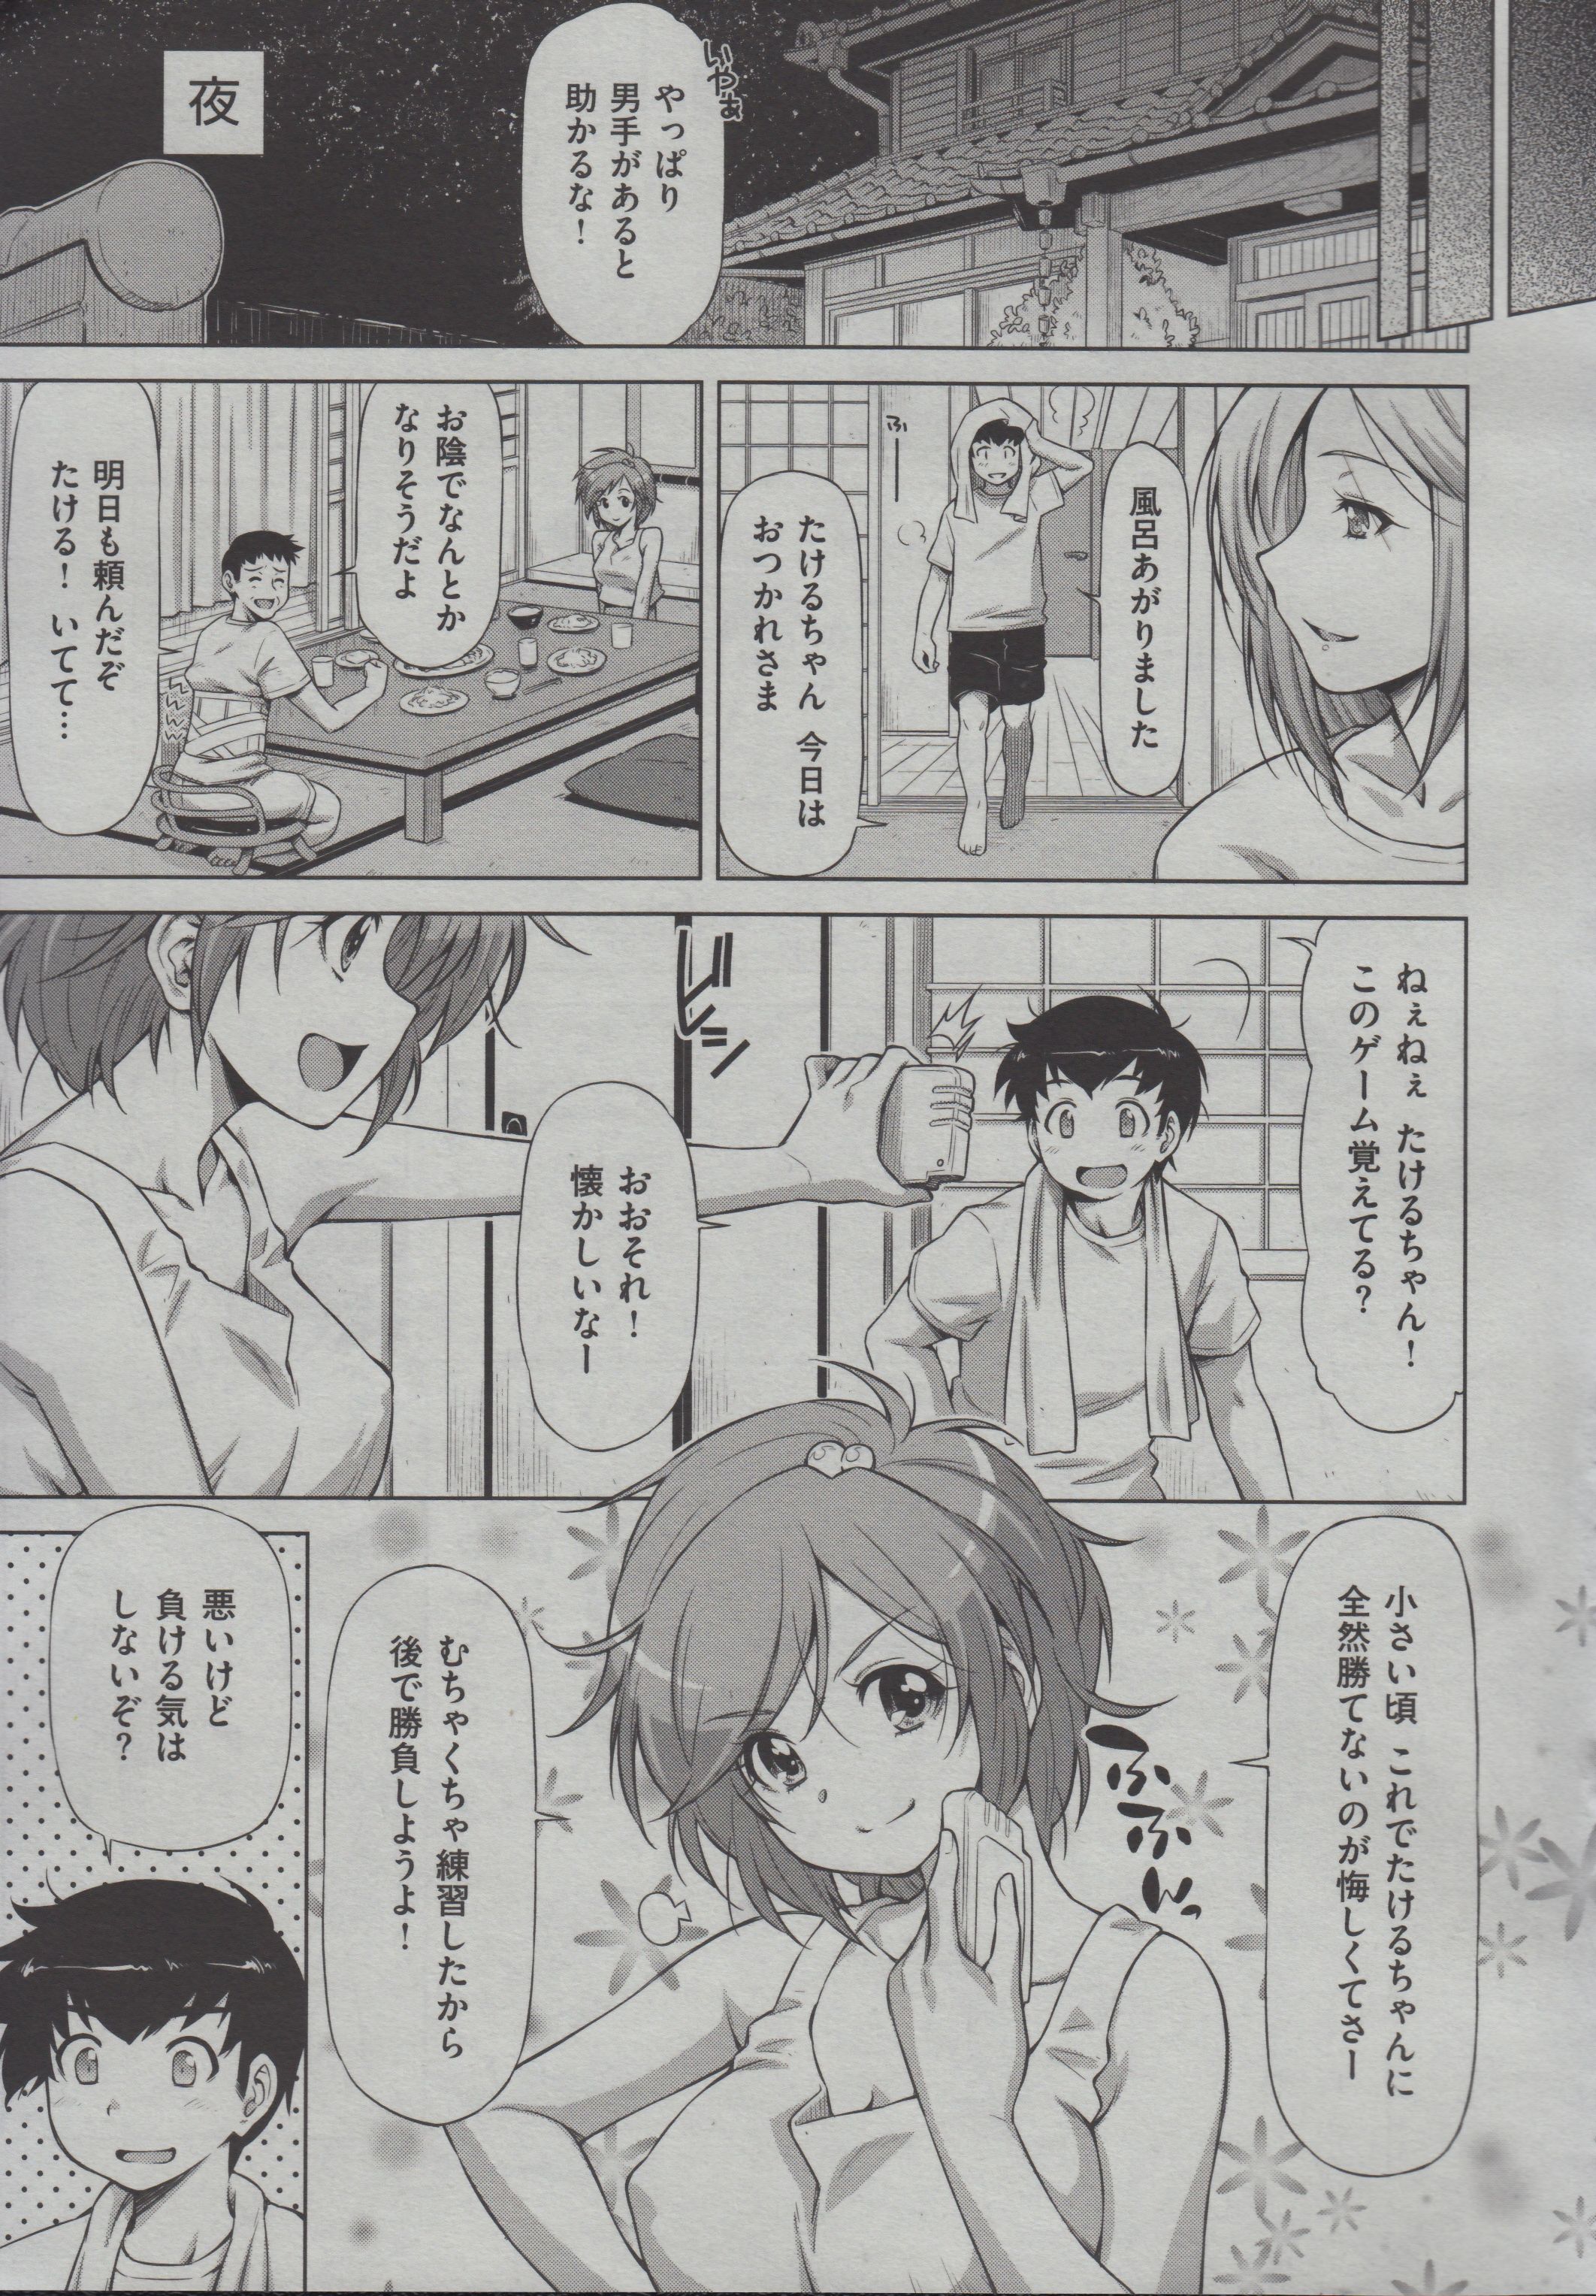 いやぁ
やっぱり
男手があると
助かるな！
夜
風呂あがりました
ふー
たけるちゃん 今日は
おつかれさま
お陰でなんとか
なりそうだよ
明日も頼んだぞ
たける！ いてて…
ねぇねぇ たけるちゃん！
このゲーム覚えてる？
おおそれ！
懐かしいなー
小さい頃 これでたけるちゃんに
全然勝てないのが悔しくてさー
ふふん
むちゃくちゃ練習したから
後で勝負しようよ！
悪いけど
負ける気は
しないぞ？